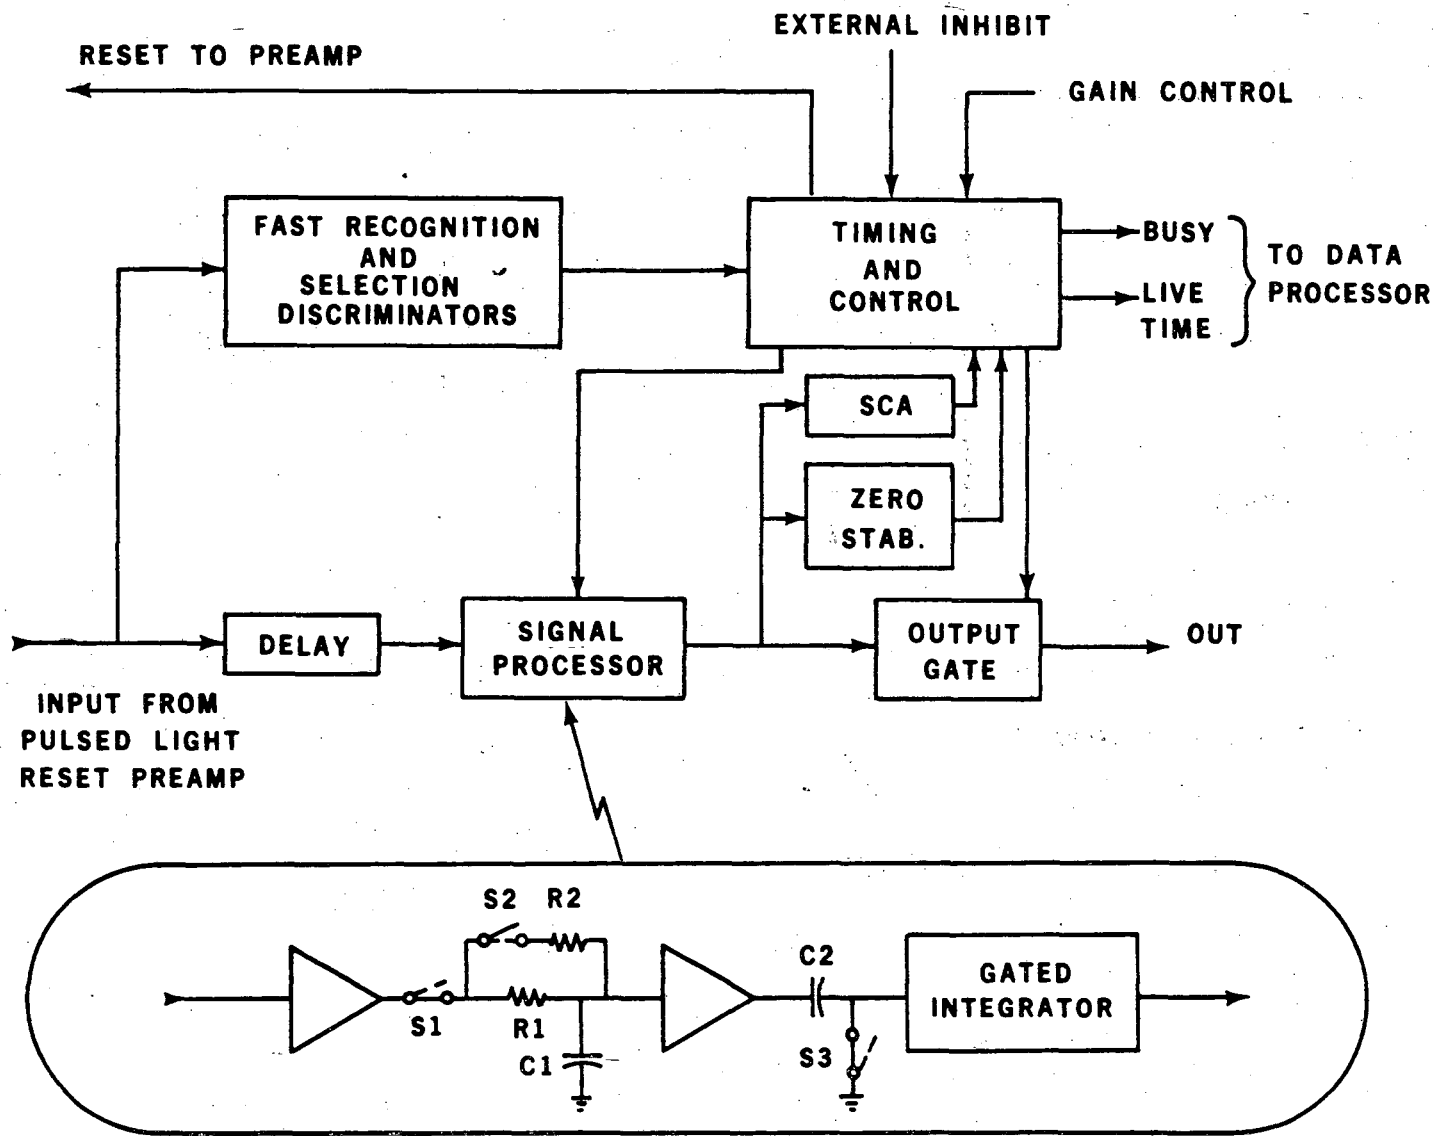 EXTERNAL INHIBIT
RESET TO PREAMP
GAIN CONTROL
FAST RECOGNITION
AND
SELECTION
DISCRIMINATORS
TIMING
AND
CONTROL
BUSY
LIVE
TIME
TO DATA
PROCESSOR
SCA
ZERO
STAB.
DELAY
SIGNAL
PROCESSOR
OUTPUT
GATE
OUT
INPUT FROM
PULSED LIGHT
RESET PREAMP
S2 R2
S1
R1
C1
C2
S3
GATED
INTEGRATOR